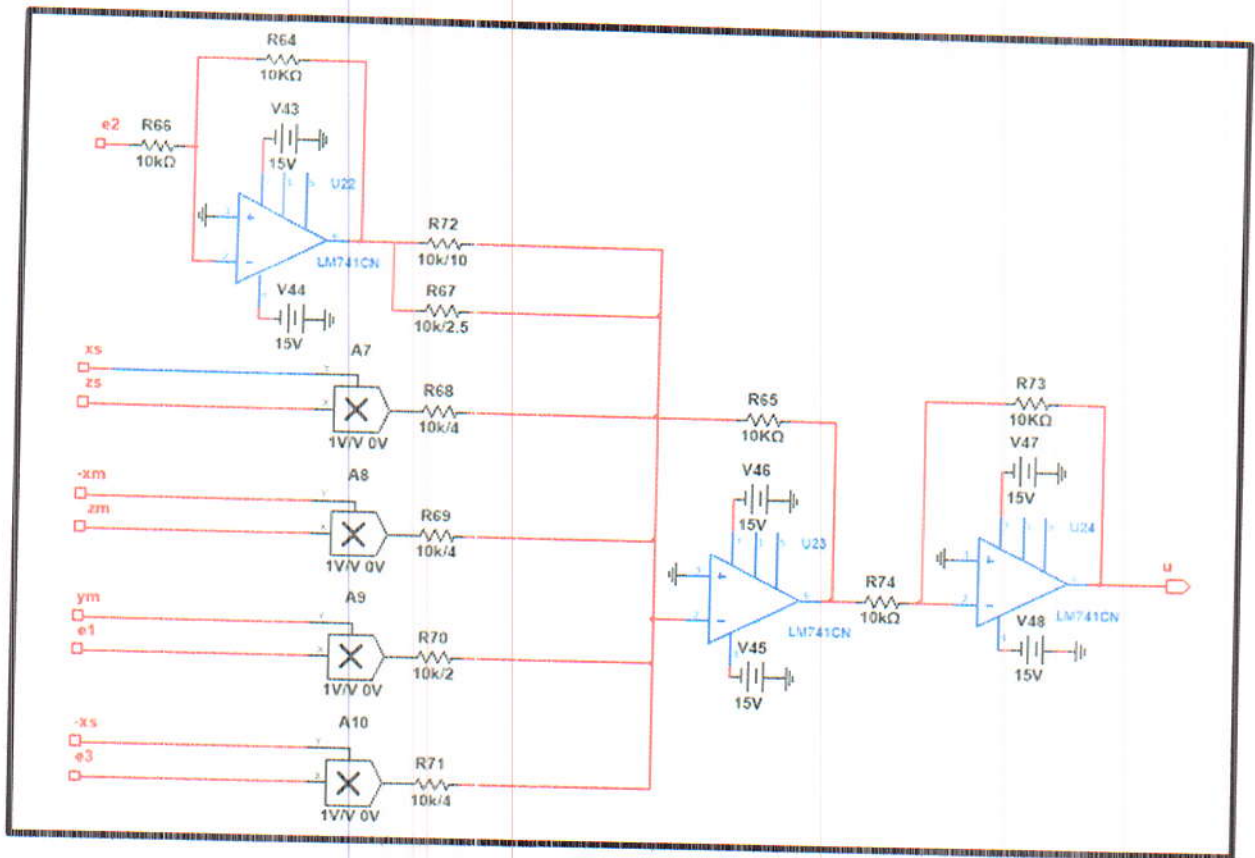 R64
10KΩ
e2
R66
10kΩ
V43
15V
U22
LM741CN
V44
15V
R72
10k/10
R67
10k/2.5
xs
zs
A7
1V/V 0V
R68
10k/4
-xm
zm
A8
1V/V 0V
R69
10k/4
ym
e1
A9
1V/V 0V
R70
10k/2
-xs
e3
A10
1V/V 0V
R71
10k/4
R65
10KΩ
V46
15V
U23
LM741CN
V45
15V
R74
10kΩ
R73
10KΩ
V47
15V
U24
LM741CN
V48
15V
u